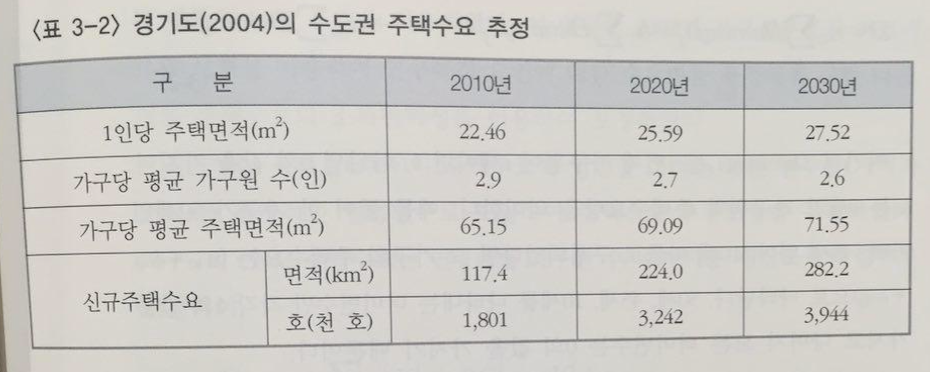 〈표 3-2〉 경기도(2004)의 수도권 주택수요 추정
구 분 2010년 2020년 2030년
1인당 주택면적(m²) 22.46 25.59 27.52
가구당 평균 가구원 수(인) 2.9 2.7 2.6
가구당 평균 주택면적(m²) 65.15 69.09 71.55
신규주택수요 면적(km²) 117.4 224.0 282.2
호(천 호) 1,801 3,242 3,944